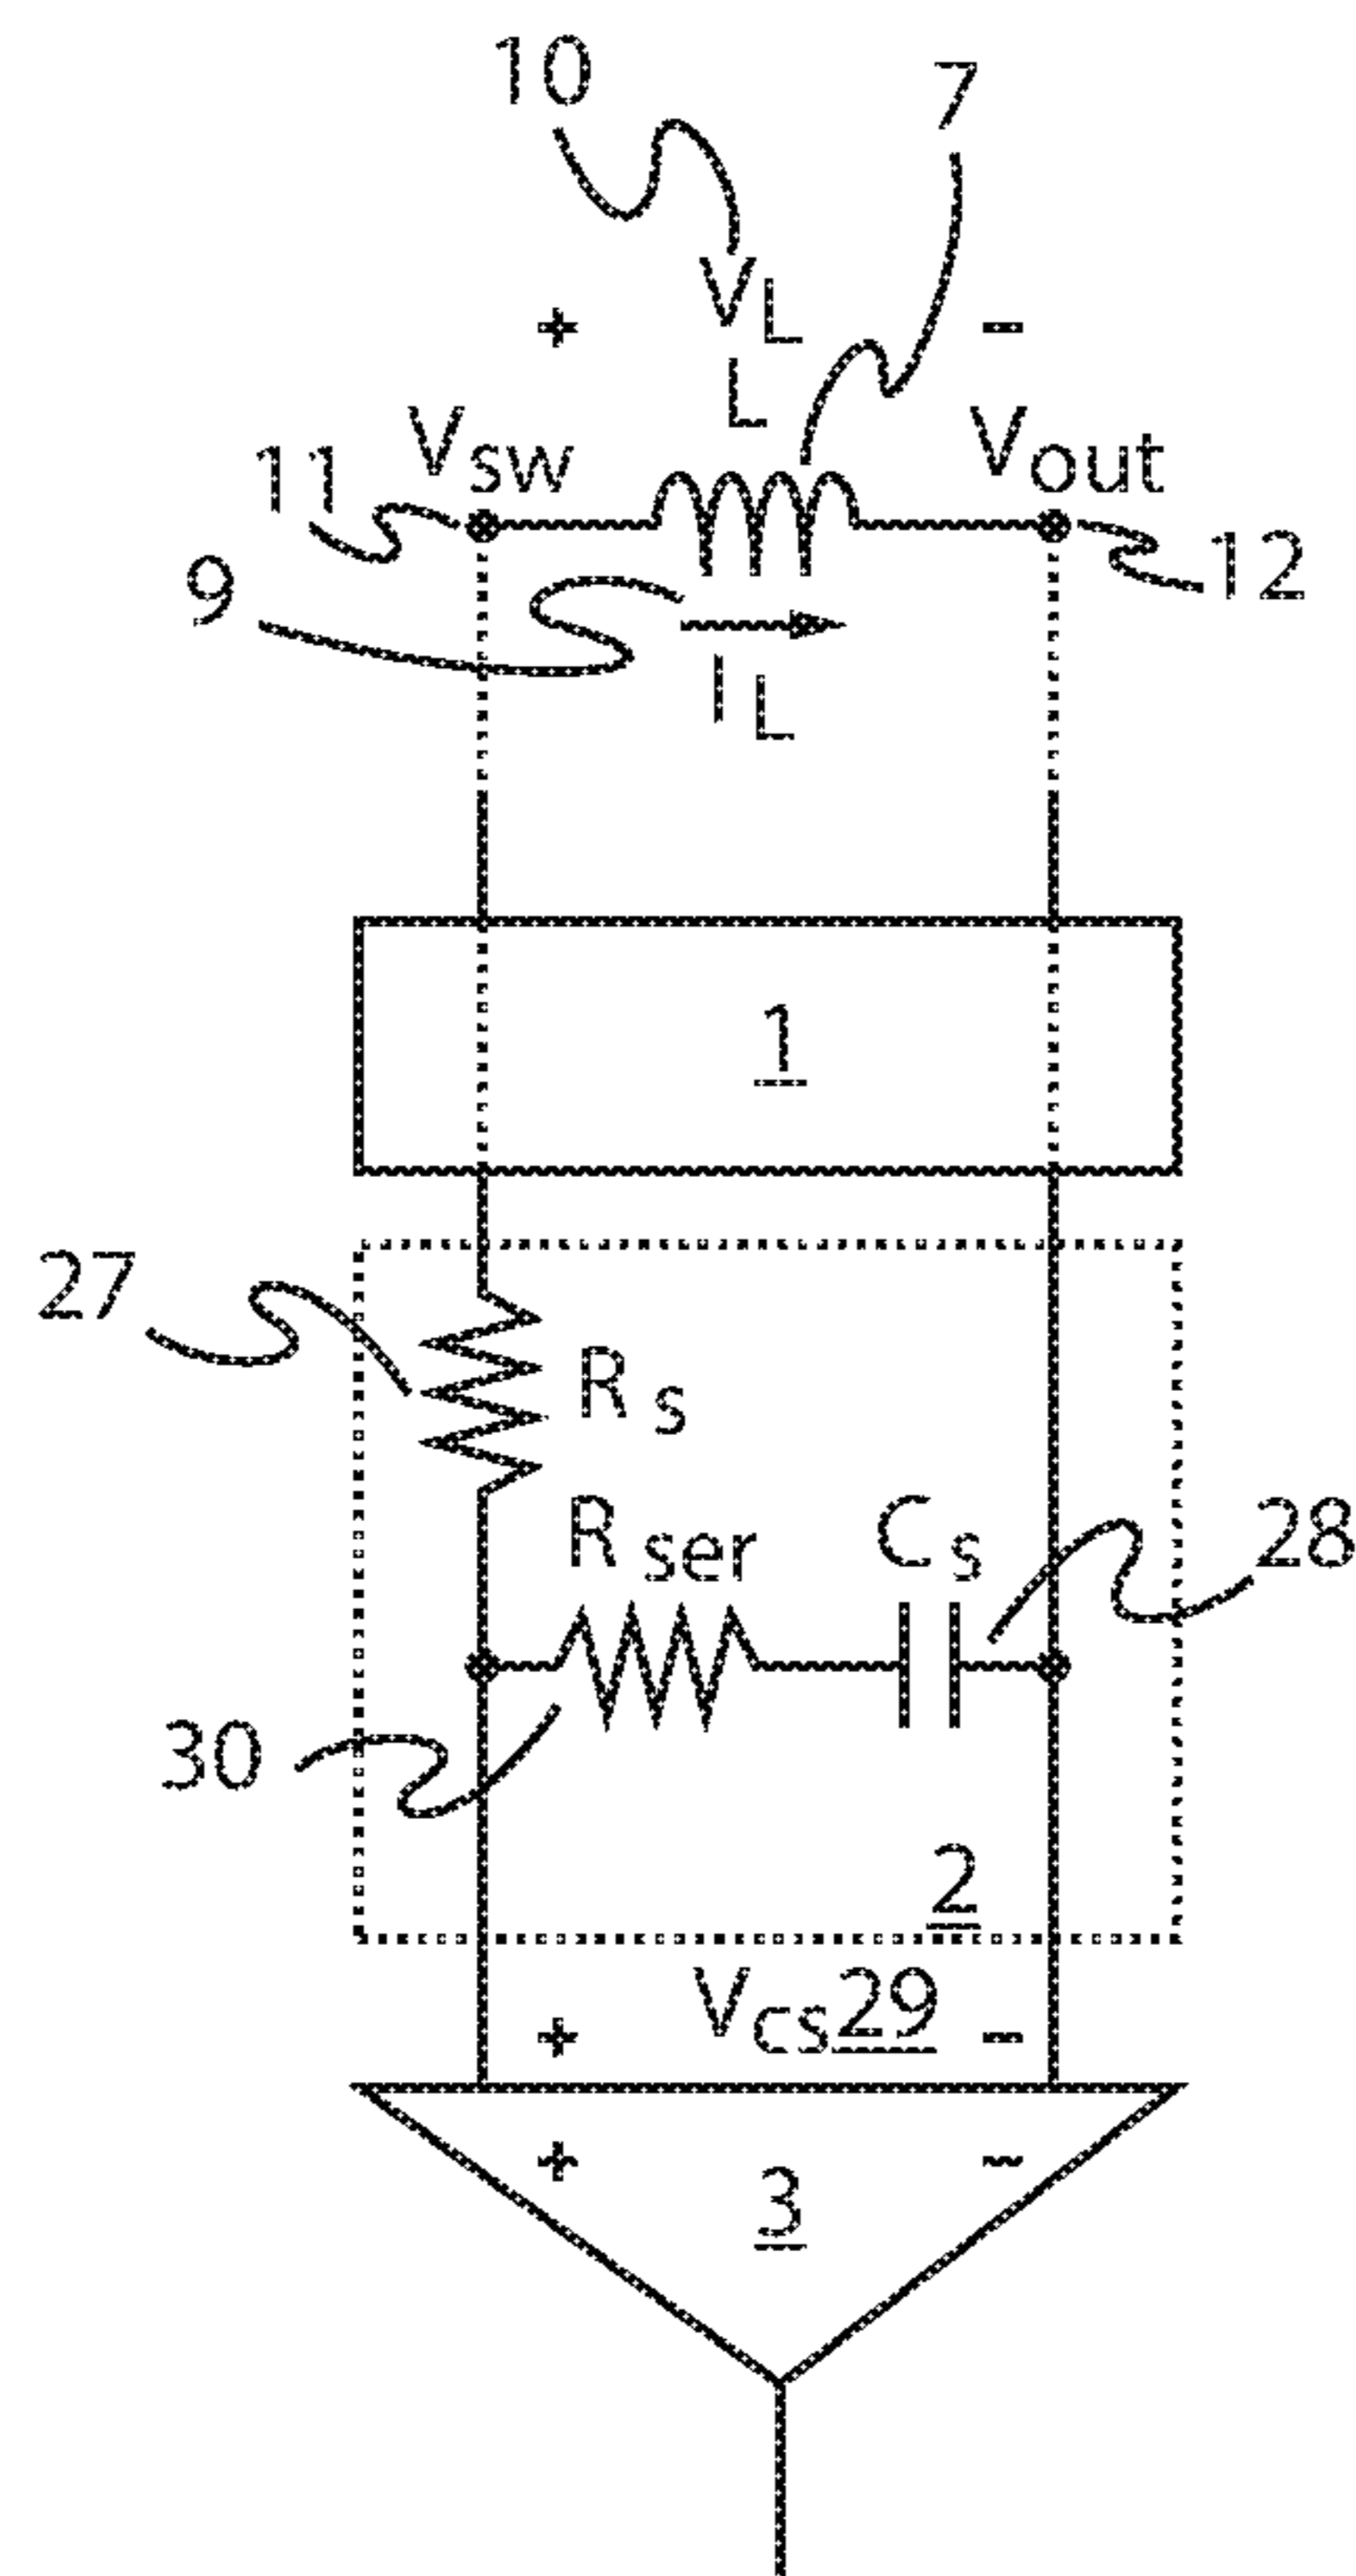 10
7
+ VL -
L
Vsw
Vout
11
12
9
IL
1
27
Rs
Rser
Cs
28
30
2
+ Vcs29 -
+ 3 -